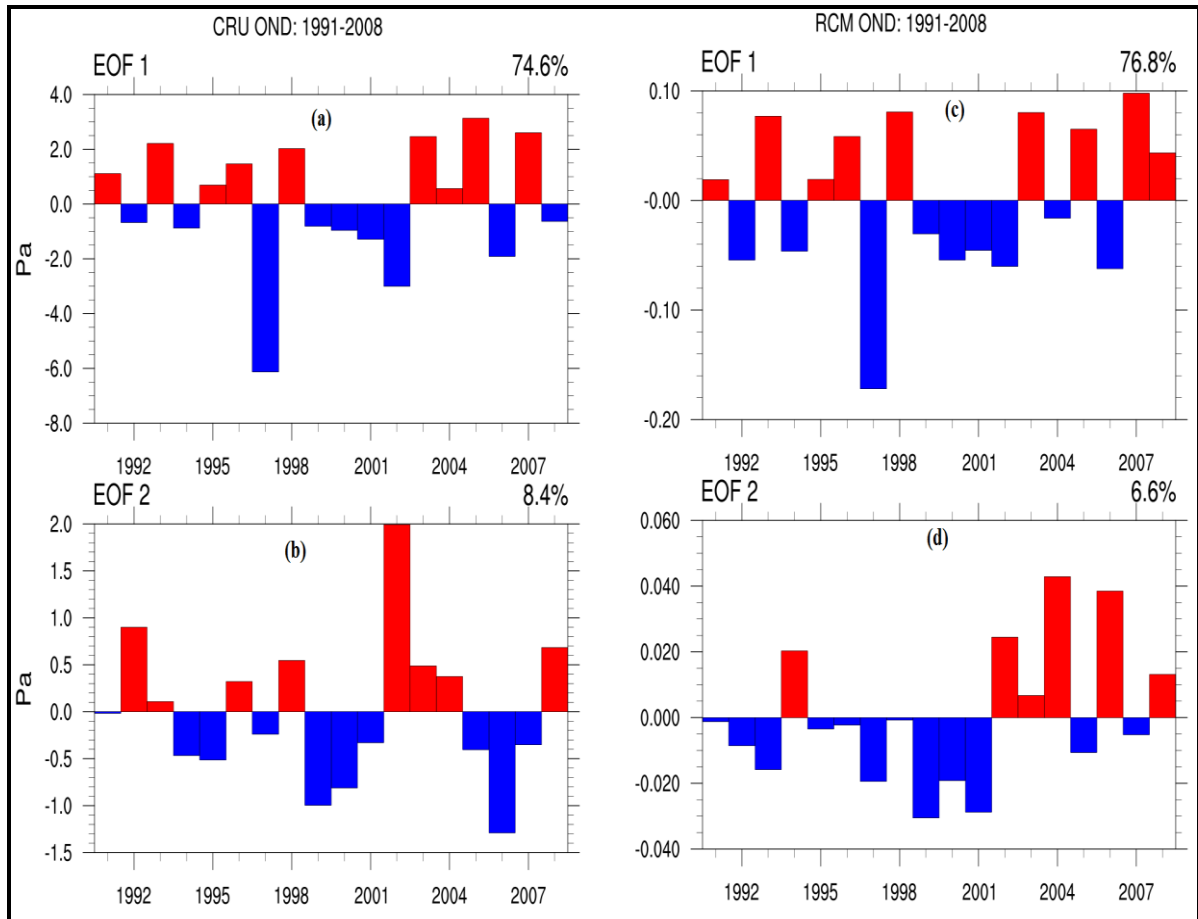 CRU OND: 1991-2008
EOF 1 74.6%
(a)
4.0
2.0
0.0
-2.0
-4.0
-6.0
-8.0
Pa
1992 1995 1998 2001 2004 2007
EOF 2 8.4%
(b)
2.0
1.5
1.0
0.5
0.0
-0.5
-1.0
-1.5
Pa
1992 1995 1998 2001 2004 2007
RCM OND: 1991-2008
EOF 1 76.8%
(c)
0.10
-0.00
-0.10
-0.20
1992 1995 1998 2001 2004 2007
EOF 2 6.6%
(d)
0.060
0.040
0.020
0.000
-0.020
-0.040
1992 1995 1998 2001 2004 2007